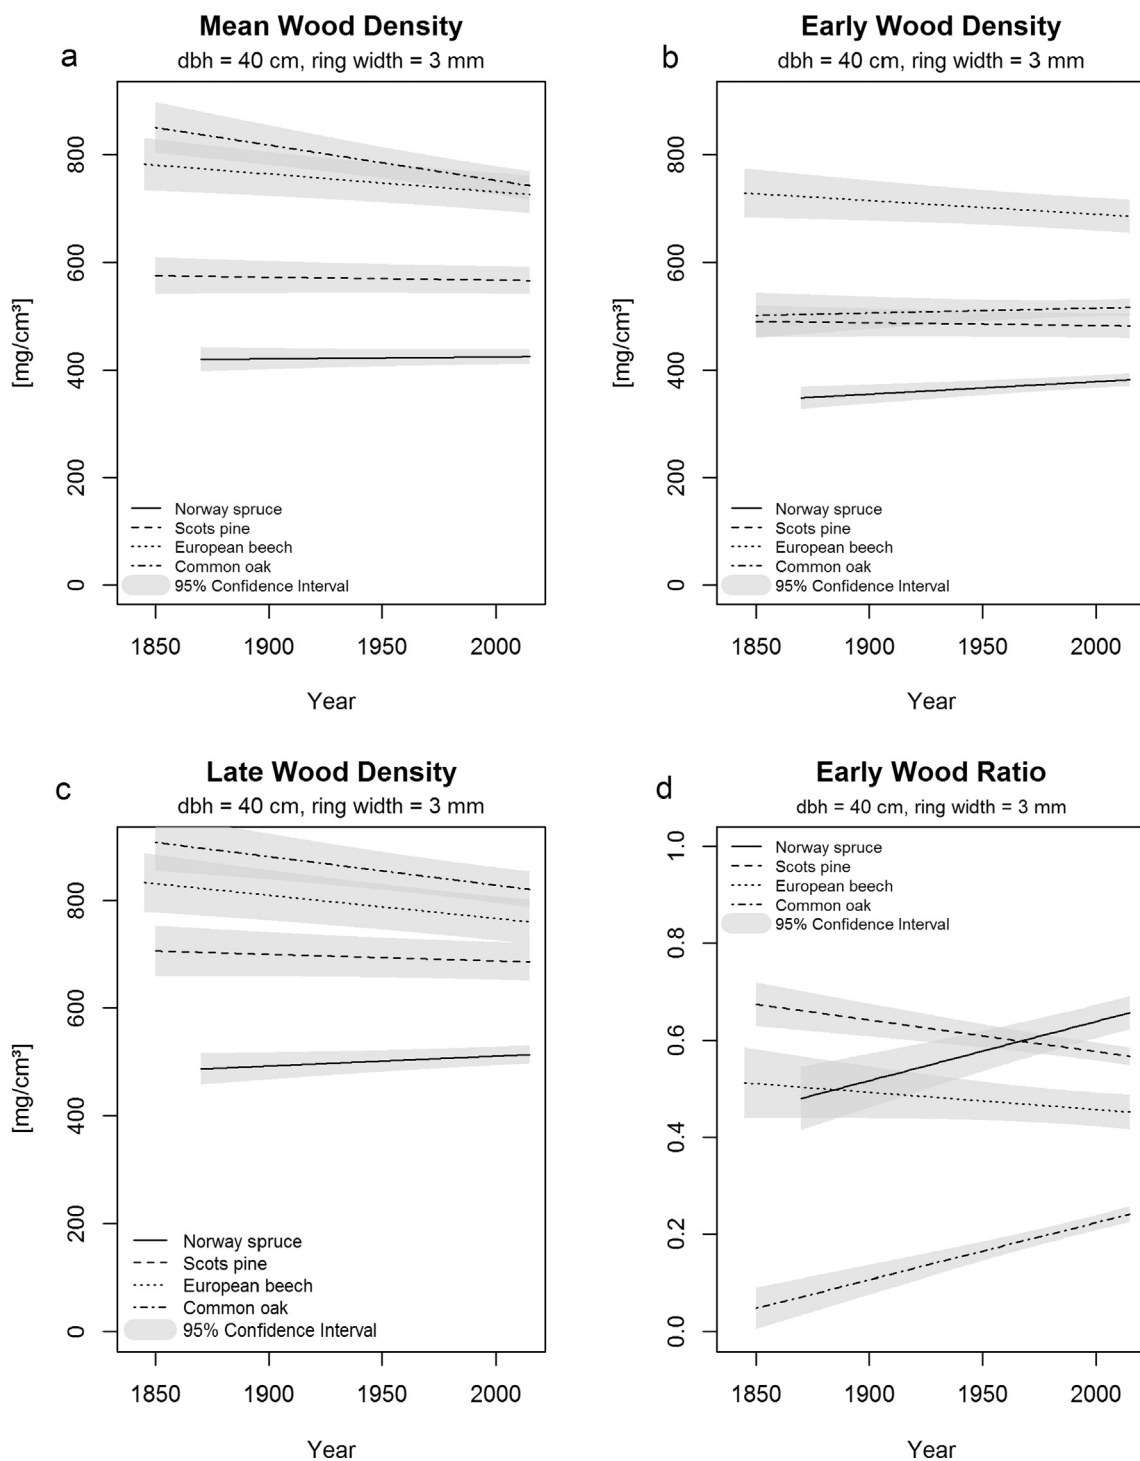 a
Mean Wood Density
dbh = 40 cm, ring width = 3 mm
[mg/cm³]
800
600
400
200
0
Norway spruce
Scots pine
European beech
Common oak
95% Confidence Interval
1850 1900 1950 2000
Year
b
Early Wood Density
dbh = 40 cm, ring width = 3 mm
[mg/cm³]
800
600
400
200
0
Norway spruce
Scots pine
European beech
Common oak
95% Confidence Interval
1850 1900 1950 2000
Year
c
Late Wood Density
dbh = 40 cm, ring width = 3 mm
[mg/cm³]
800
600
400
200
0
Norway spruce
Scots pine
European beech
Common oak
95% Confidence Interval
1850 1900 1950 2000
Year
d
Early Wood Ratio
dbh = 40 cm, ring width = 3 mm
1.0
0.8
0.6
0.4
0.2
0.0
Norway spruce
Scots pine
European beech
Common oak
95% Confidence Interval
1850 1900 1950 2000
Year